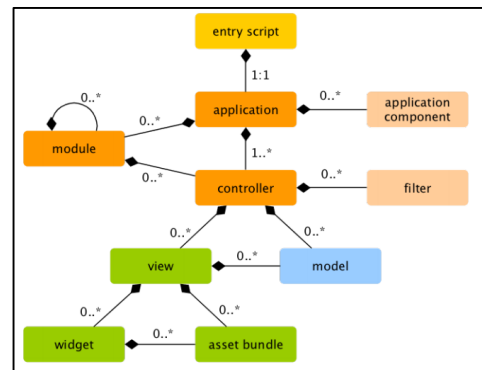 entry script
1:1
0..*
0..*
application
application
component
module
0..*
1..*
0..*
controller
filter
0..*
0..*
view
0..*
model
0..*
0..*
widget
0..*
asset bundle